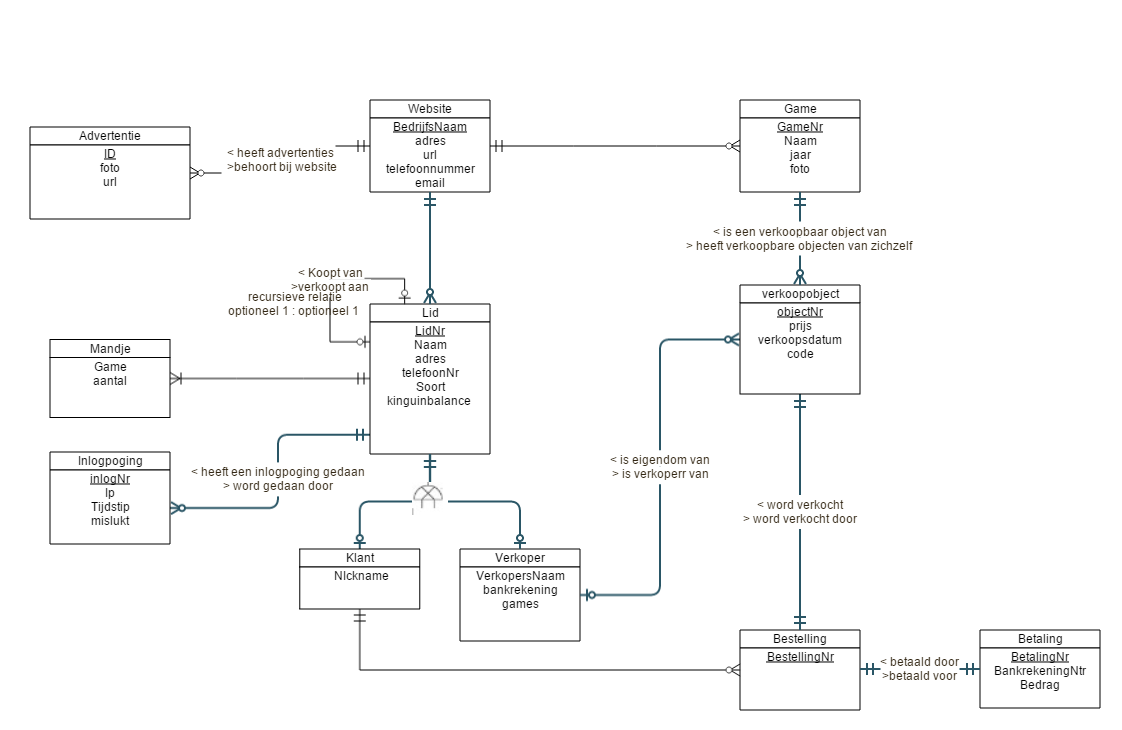 Website
BedrijfsNaam
adres
url
telefoonnummer
email
Game
GameNr
Naam
jaar
foto
Advertentie
ID
foto
url
< heeft advertenties
>behoort bij website
< is een verkoopbaar object van
> heeft verkoopbare objecten van zichzelf
< Koopt van
>verkoopt aan
recursieve relatie
optioneel 1 : optioneel 1
Lid
LidNr
Naam
adres
telefoonNr
Soort
kinguinbalance
verkoopobject
objectNr
prijs
verkoopsdatum
code
Mandje
Game
aantal
Inlogpoging
inlogNr
Ip
Tijdstip
mislukt
< heeft een inlogpoging gedaan
> word gedaan door
< is eigendom van
> is verkoperr van
< word verkocht
> word verkocht door
Klant
NIckname
Verkoper
VerkopersNaam
bankrekening
games
Bestelling
BestellingNr
< betaald door
>betaald voor
Betaling
BetalingNr
BankrekeningNtr
Bedrag